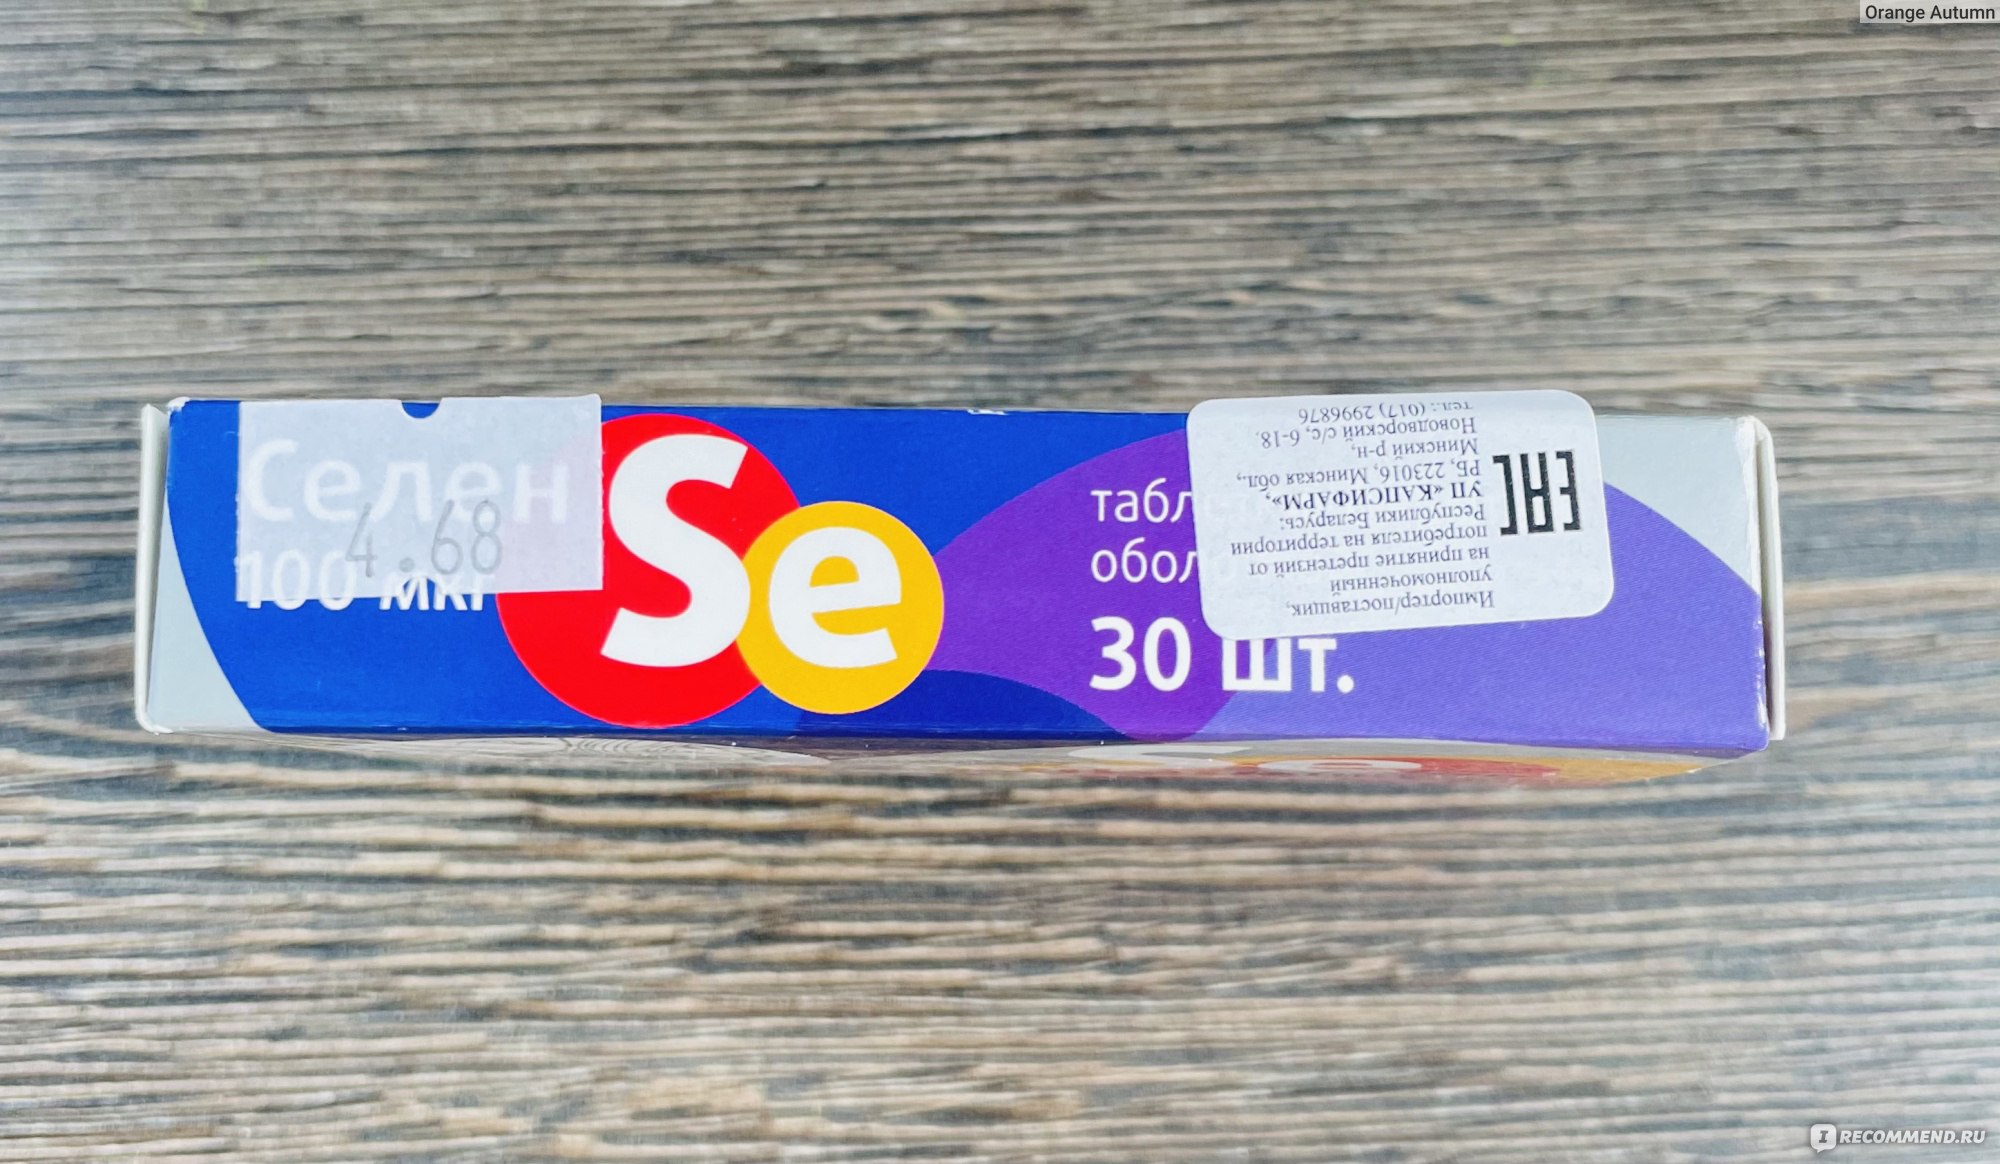 Orange Autumn
Селен
4.68
100 мкг
Se
табл
обол
30 шт.
Импортер/поставщик,
уполномоченный
на принятие претензий от
потребителя на территории
Республики Беларусь:
УП «КАПСИФАРМ»,
РБ, 223016, Минская обл.,
Минский р-н,
Новодворский с/с, 6-18.
тел.: (017) 2996876
EAC
IRECOMMEND.RU